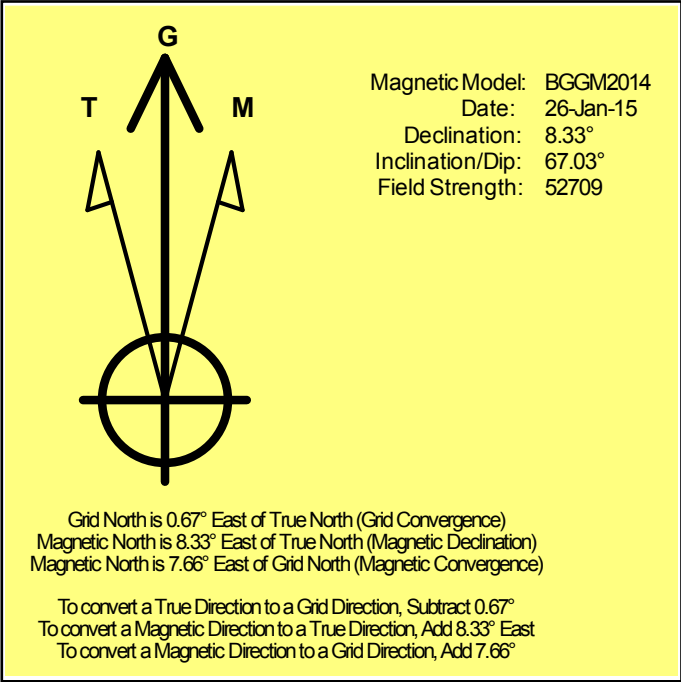 G
T M
Magnetic Model: BGGM2014
Date: 26-Jan-15
Declination: 8.33°
Inclination/Dip: 67.03°
Field Strength: 52709
Grid North is 0.67° East of True North (Grid Convergence)
Magnetic North is 8.33° East of True North (Magnetic Declination)
Magnetic North is 7.66° East of Grid North (Magnetic Convergence)
To convert a True Direction to a Grid Direction, Subtract 0.67°
To convert a Magnetic Direction to a True Direction, Add 8.33° East
To convert a Magnetic Direction to a Grid Direction, Add 7.66°